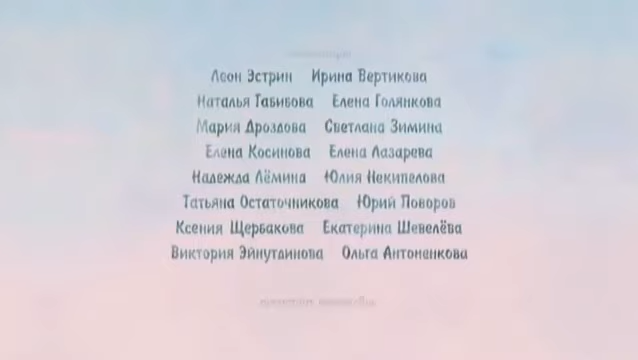 Леон Эстрин Ирина Вертикова
Наталья Табибова Елена Голянкова
Мария Дроздова Светлана Зимина
Елена Косинова Елена Лазарева
Надежда Лёмина Юлия Некипелова
Татьяна Остаточникова Юрий Поворов
Ксения Щербакова Екатерина Шевелёва
Виктория Эйнутдинова Ольга Антоненкова